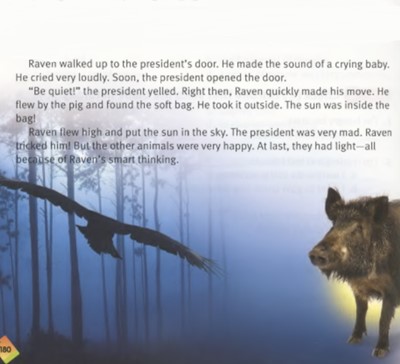 Raven walked up to the president's door. He made the sound of a crying baby.
He cried very loudly. Soon, the president opened the door.
"Be quiet!" the president yelled. Right then, Raven quickly made his move. He
flew by the pig and found the soft bag. He took it outside. The sun was inside the
bag!
Raven flew high and put the sun in the sky. The president was very mad. Raven
tricked him! But the other animals were very happy. At last, they had light—all
because of Raven's smart thinking.
180